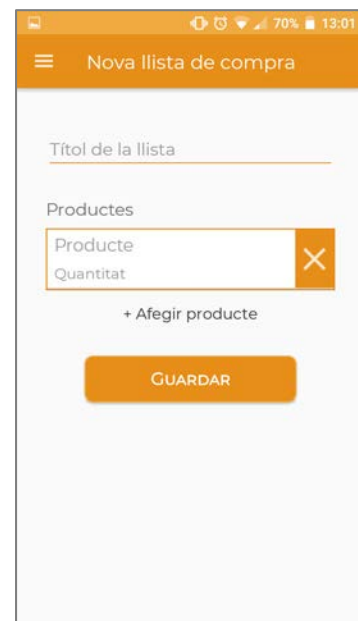 70% 13:01
Nova llista de compra
Títol de la llista
Productes
Producte
Quantitat
+ Afegir producte
GUARDAR